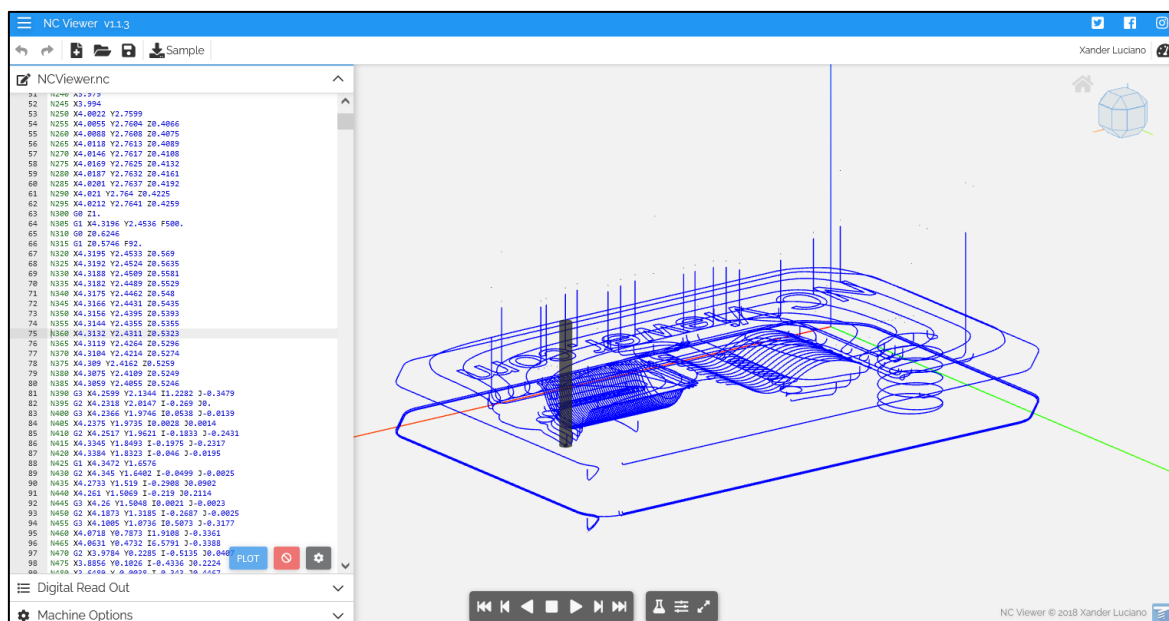 NC Viewer v1.1.3
Sample
Xander Luciano
NCViewer.nc
51 N240 X3.979
52 N245 X3.994
53 N250 X4.0022 Y2.7599
54 N255 X4.0055 Y2.7604 Z0.4066
55 N260 X4.0088 Y2.7608 Z0.4075
56 N265 X4.0118 Y2.7613 Z0.4089
57 N270 X4.0146 Y2.7617 Z0.4108
58 N275 X4.0169 Y2.7625 Z0.4132
59 N280 X4.0187 Y2.7632 Z0.4161
60 N285 X4.0201 Y2.7637 Z0.4192
61 N290 X4.021 Y2.764 Z0.4225
62 N295 X4.0212 Y2.7641 Z0.4259
63 N300 G0 Z1.
64 N305 G1 X4.3196 Y2.4536 F500.
65 N310 G0 Z0.6246
66 N315 G1 Z0.5746 F92.
67 N320 X4.3195 Y2.4533 Z0.569
68 N325 X4.3192 Y2.4524 Z0.5635
69 N330 X4.3188 Y2.4509 Z0.5581
70 N335 X4.3182 Y2.4489 Z0.5529
71 N340 X4.3175 Y2.4462 Z0.548
72 N345 X4.3166 Y2.4431 Z0.5435
73 N350 X4.3156 Y2.4395 Z0.5393
74 N355 X4.3144 Y2.4355 Z0.5355
75 N360 X4.3132 Y2.4311 Z0.5323
76 N365 X4.3119 Y2.4264 Z0.5296
77 N370 X4.3104 Y2.4214 Z0.5274
78 N375 X4.309 Y2.4162 Z0.5259
79 N380 X4.3075 Y2.4109 Z0.5249
80 N385 X4.3059 Y2.4055 Z0.5246
81 N390 G3 X4.2599 Y2.1344 I1.2282 J-0.3479
82 N395 G2 X4.2318 Y2.0147 I-0.269 J0.
83 N400 G3 X4.2366 Y1.9746 I0.0538 J-0.0139
84 N405 X4.2375 Y1.9735 I0.0028 J0.0014
85 N410 G2 X4.2517 Y1.9621 I-0.1833 J-0.2431
86 N415 X4.3345 Y1.8493 I-0.1975 J-0.2317
87 N420 X4.3384 Y1.8323 I-0.046 J-0.0195
88 N425 G1 X4.3472 Y1.6576
89 N430 G2 X4.345 Y1.6402 I-0.0499 J-0.0025
90 N435 X4.2733 Y1.519 I-0.2908 J0.0902
91 N440 X4.261 Y1.5069 I-0.219 J0.2114
92 N445 G3 X4.26 Y1.5048 I0.0021 J-0.0023
93 N450 G2 X4.1873 Y1.3185 I-0.2687 J-0.0025
94 N455 G3 X4.1005 Y1.0736 I0.5073 J-0.3177
95 N460 X4.0718 Y0.7873 I1.9108 J-0.3361
96 N465 X4.0631 Y0.4732 I6.5791 J-0.3388
97 N470 G2 X3.9784 Y0.2285 I-0.5135 J0.0407
98 N475 X3.8856 Y0.1026 I-0.4336 J0.2224
PLOT
Digital Read Out
Machine Options
NC Viewer © 2018 Xander Luciano